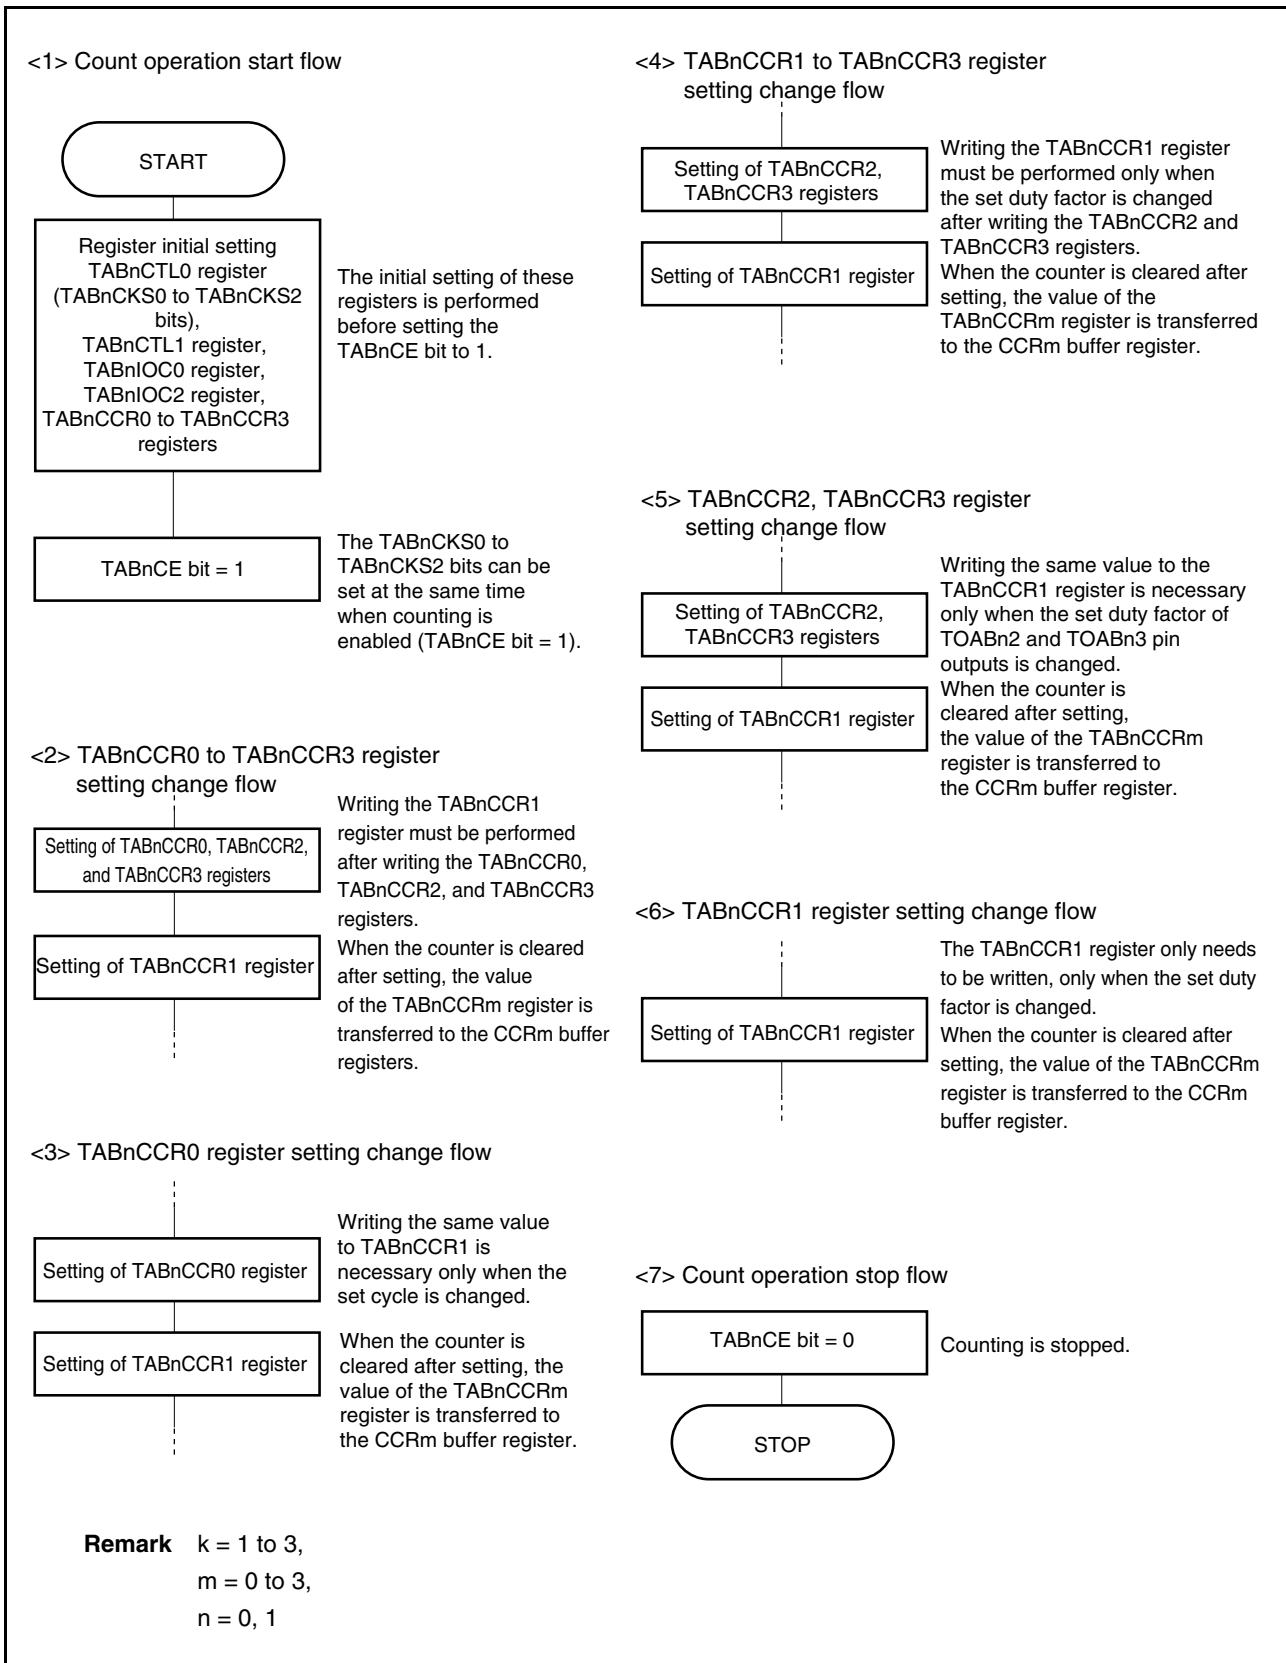 <1> Count operation start flow
START
Register initial setting
TABnCTL0 register
(TABnCKS0 to TABnCKS2
bits),
TABnCTL1 register,
TABnIOC0 register,
TABnIOC2 register,
TABnCCR0 to TABnCCR3
registers
The initial setting of these
registers is performed
before setting the
TABnCE bit to 1.
TABnCE bit = 1
The TABnCKS0 to
TABnCKS2 bits can be
set at the same time
when counting is
enabled (TABnCE bit = 1).
<2> TABnCCR0 to TABnCCR3 register
setting change flow
Setting of TABnCCR0, TABnCCR2,
and TABnCCR3 registers
Setting of TABnCCR1 register
Writing the TABnCCR1
register must be performed
after writing the TABnCCR0,
TABnCCR2, and TABnCCR3
registers.
When the counter is cleared
after setting, the value
of the TABnCCRm register is
transferred to the CCRm buffer
registers.
<3> TABnCCR0 register setting change flow
Setting of TABnCCR0 register
Setting of TABnCCR1 register
Writing the same value
to TABnCCR1 is
necessary only when the
set cycle is changed.
When the counter is
cleared after setting, the
value of the TABnCCRm
register is transferred to
the CCRm buffer register.
<4> TABnCCR1 to TABnCCR3 register
setting change flow
Setting of TABnCCR2,
TABnCCR3 registers
Setting of TABnCCR1 register
Writing the TABnCCR1 register
must be performed only when
the set duty factor is changed
after writing the TABnCCR2 and
TABnCCR3 registers.
When the counter is cleared after
setting, the value of the
TABnCCRm register is transferred
to the CCRm buffer register.
<5> TABnCCR2, TABnCCR3 register
setting change flow
Setting of TABnCCR2,
TABnCCR3 registers
Setting of TABnCCR1 register
Writing the same value to the
TABnCCR1 register is necessary
only when the set duty factor of
TOABn2 and TOABn3 pin
outputs is changed.
When the counter is
cleared after setting,
the value of the TABnCCRm
register is transferred to
the CCRm buffer register.
<6> TABnCCR1 register setting change flow
Setting of TABnCCR1 register
The TABnCCR1 register only needs
to be written, only when the set duty
factor is changed.
When the counter is cleared after
setting, the value of the TABnCCRm
register is transferred to the CCRm
buffer register.
<7> Count operation stop flow
TABnCE bit = 0
Counting is stopped.
STOP
Remark k = 1 to 3,
m = 0 to 3,
n = 0, 1